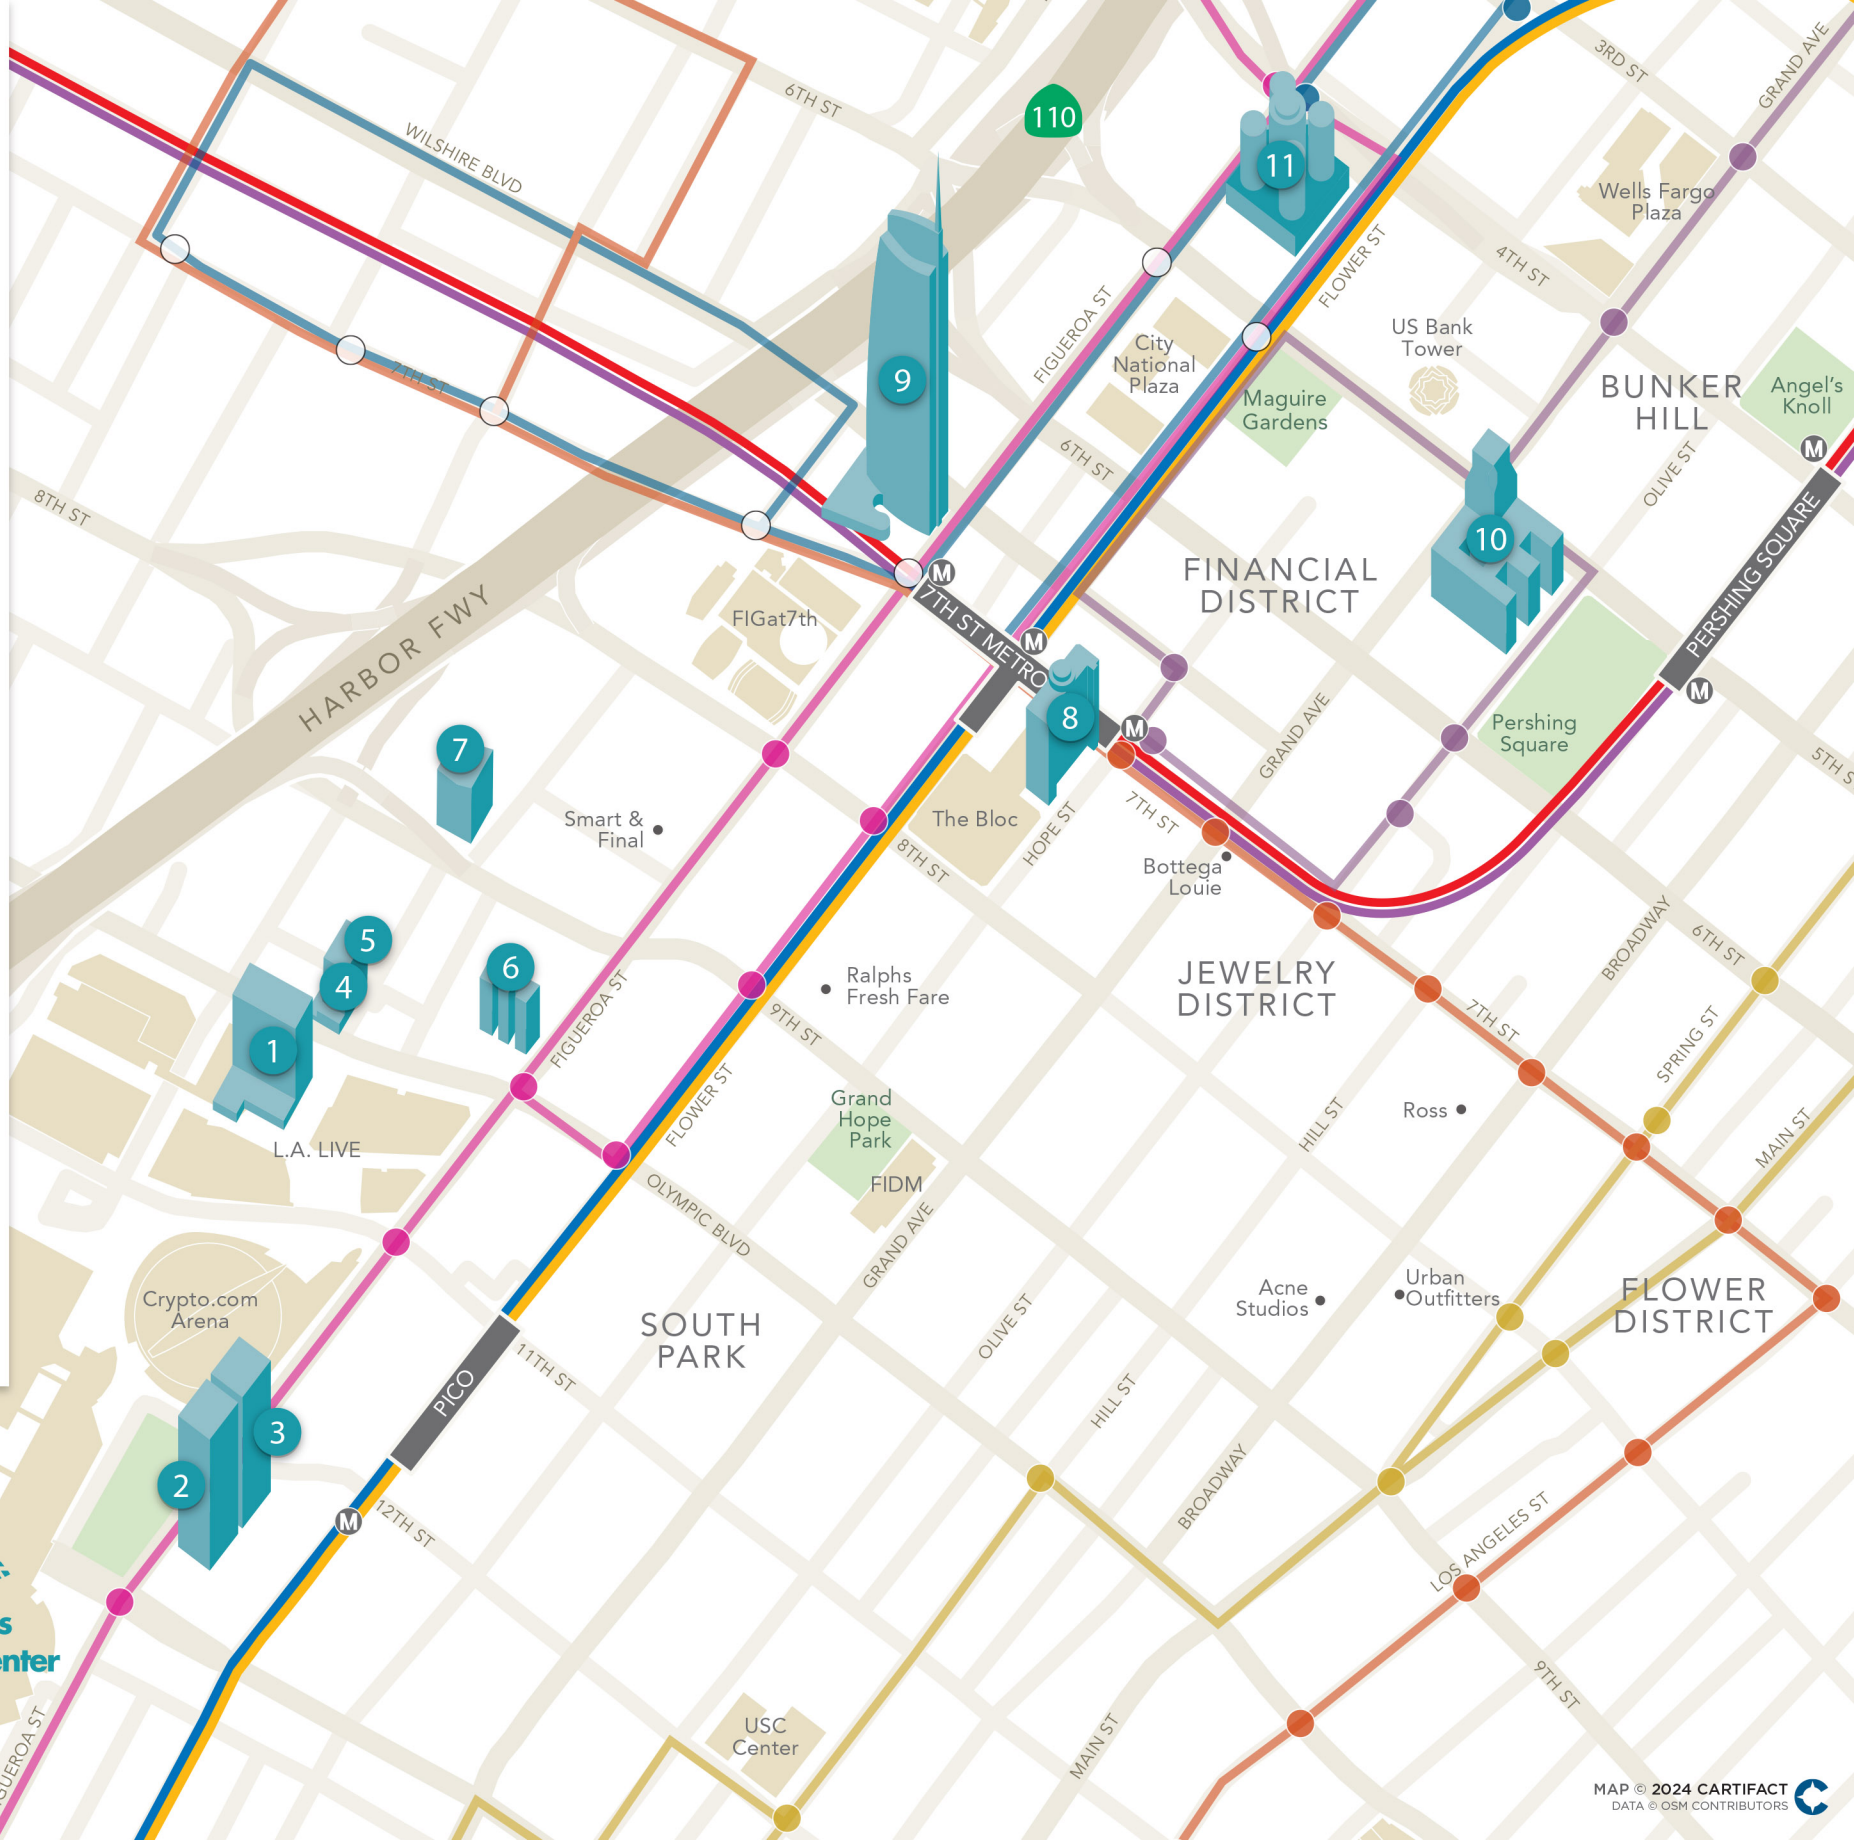 3RD ST
GRAND AVE
6TH ST
110
WILSHIRE BLVD
11
Wells Fargo
Plaza
4TH ST
FLOWER ST
FIGUEROA ST
US Bank
Tower
City
National
Plaza
9
7TH ST
BUNKER
HILL
Angel's
Knoll
Maguire
Gardens
M
6TH ST
OLIVE ST
8TH ST
10
PERSHING SQUARE
FINANCIAL
DISTRICT
M
7TH ST METRO
HARBOR FWY
FIGat7th
M
M
8
M
Pershing
Square
GRAND AVE
7
5TH S
Smart &
Final
The Bloc
HOPE ST
7TH ST
8TH ST
Bottega
Louie
BROADWAY
6TH ST
5
4
6
JEWELRY
DISTRICT
Ralphs
Fresh Fare
FIGUEROA ST
9TH ST
7TH ST
SPRING ST
1
FLOWER ST
Grand
Hope
Park
Ross
HILL ST
MAIN ST
L.A. LIVE
FIDM
OLYMPIC BLVD
GRAND AVE
Crypto.com
Arena
SOUTH
PARK
OLIVE ST
Acne
Studios
Urban
Outfitters
FLOWER
DISTRICT
PICO
11TH ST
HILL ST
3
2
M
12TH ST
BROADWAY
LOS ANGELES ST
s
enter
9TH ST
GUEROA ST
USC
Center
MAIN ST
MAP © 2024 CARTIFACT
DATA © OSM CONTRIBUTORS